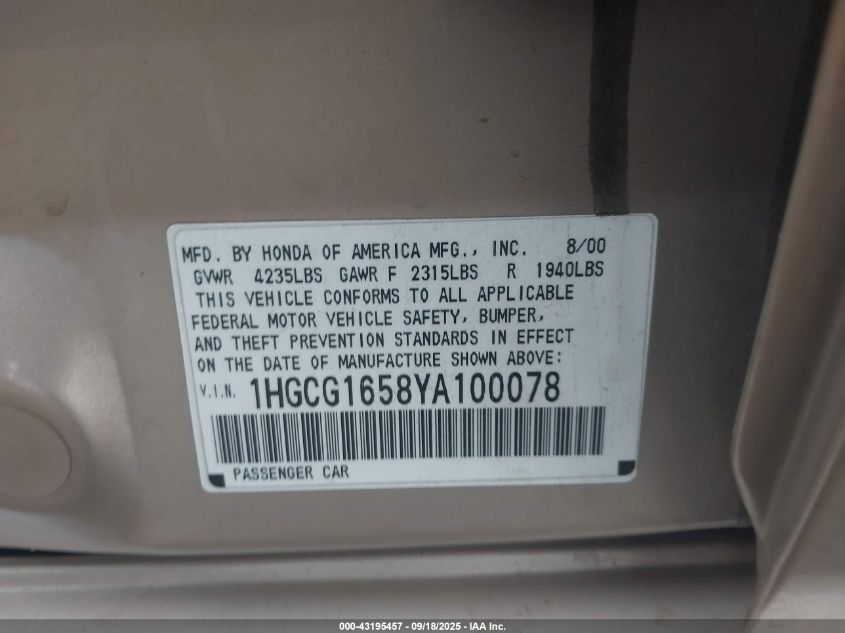 MFD. BY HONDA OF AMERICA MFG., INC. 8/00
GVWR 4235LBS GAWR F 2315LBS R 1940LBS
THIS VEHICLE CONFORMS TO ALL APPLICABLE
FEDERAL MOTOR VEHICLE SAFETY, BUMPER,
AND THEFT PREVENTION STANDARDS IN EFFECT
ON THE DATE OF MANUFACTURE SHOWN ABOVE:
V.I.N. 1HGCG1658YA100078
PASSENGER CAR
000-43195457 - 09/18/2025 - IAA Inc.